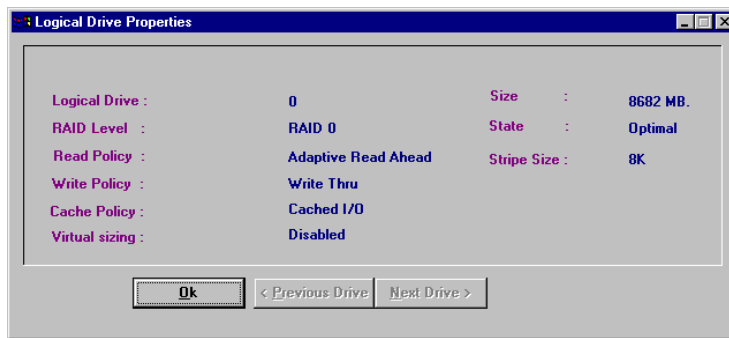 Logical Drive Properties
Logical Drive : 0 Size : 8682 MB.
RAID Level : RAID 0 State : Optimal
Read Policy : Adaptive Read Ahead Stripe Size : 8K
Write Policy : Write Thru
Cache Policy : Cached I/O
Virtual sizing : Disabled
Ok < Previous Drive Next Drive >